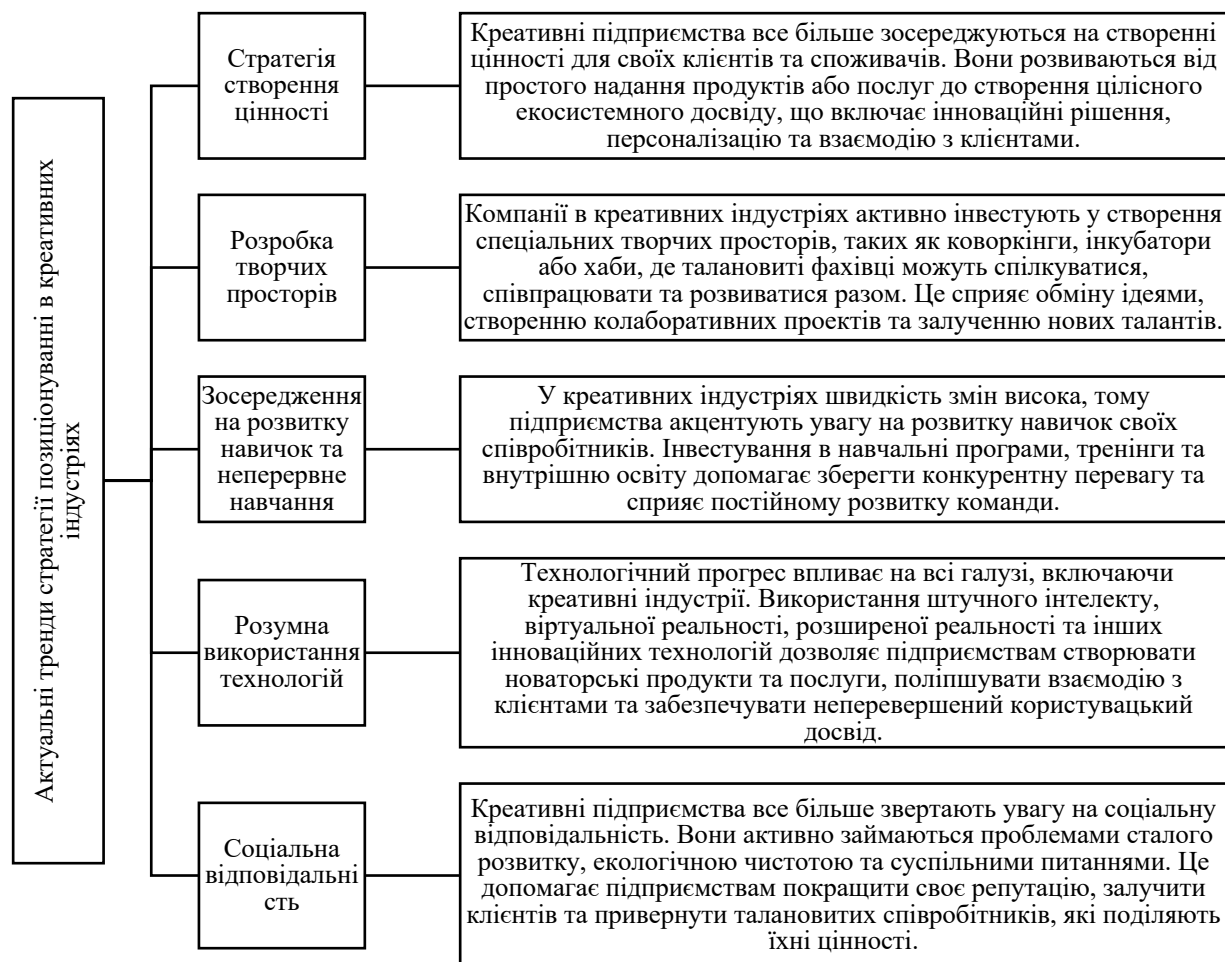 Актуальні тренди стратегії позиціонуванні в креативних
індустріях
Стратегія
створення
цінності
Креативні підприємства все більше зосереджуються на створенні
цінності для своїх клієнтів та споживачів. Вони розвиваються від
простого надання продуктів або послуг до створення цілісного
екосистемного досвіду, що включає інноваційні рішення,
персоналізацію та взаємодію з клієнтами.
Розробка
творчих
просторів
Компанії в креативних індустріях активно інвестують у створення
спеціальних творчих просторів, таких як коворкінги, інкубатори
або хаби, де талановиті фахівці можуть спілкуватися,
співпрацювати та розвиватися разом. Це сприяє обміну ідеями,
створенню колаборативних проектів та залученню нових талантів.
Зосередження
на розвитку
навичок та
неперервне
навчання
У креативних індустріях швидкість змін висока, тому
підприємства акцентують увагу на розвитку навичок своїх
співробітників. Інвестування в навчальні програми, тренінги та
внутрішню освіту допомагає зберегти конкурентну перевагу та
сприяє постійному розвитку команди.
Розумна
використання
технологій
Технологічний прогрес впливає на всі галузі, включаючи
креативні індустрії. Використання штучного інтелекту,
віртуальної реальності, розширеної реальності та інших
інноваційних технологій дозволяє підприємствам створювати
новаторські продукти та послуги, поліпшувати взаємодію з
клієнтами та забезпечувати неперевершений користувацький
досвід.
Соціальна
відповідальні
сть
Креативні підприємства все більше звертають увагу на соціальну
відповідальність. Вони активно займаються проблемами сталого
розвитку, екологічною чистотою та суспільними питаннями. Це
допомагає підприємствам покращити своє репутацію, залучити
клієнтів та привернути талановитих співробітників, які поділяють
їхні цінності.